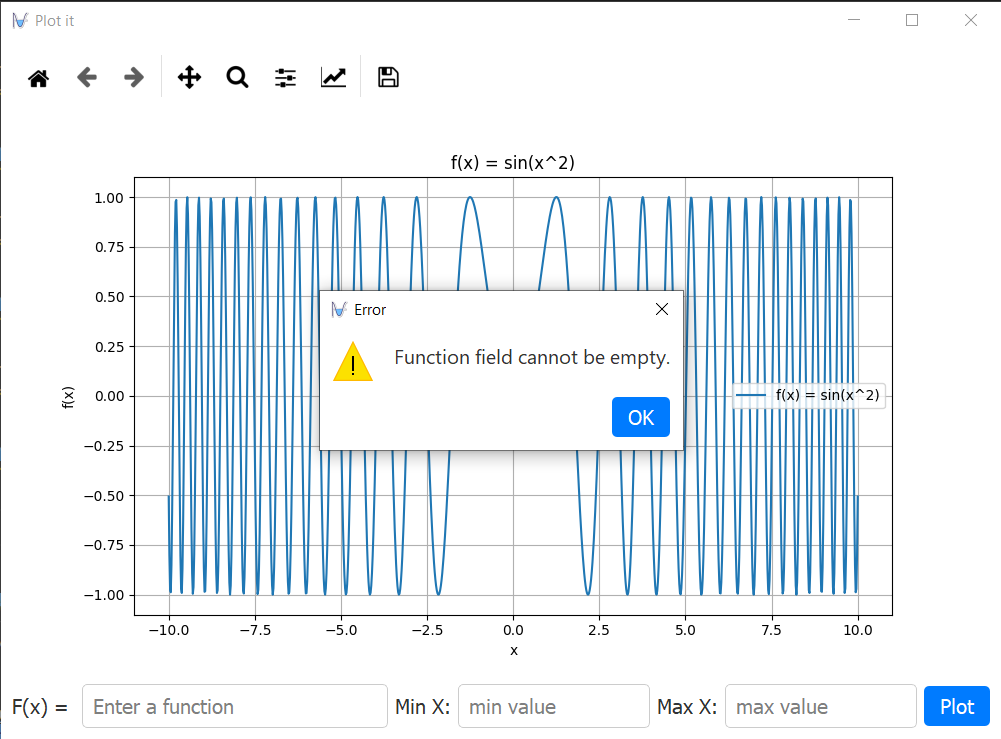 Plot it
f(x) = sin(x^2)
1.00
0.75
0.50
0.25
0.00
−0.25
−0.50
−0.75
−1.00
f(x)
Error
Function field cannot be empty.
OK
f(x) = sin(x^2)
−10.0 −7.5 −5.0 −2.5 0.0 2.5 5.0 7.5 10.0
x
F(x) = Enter a function Min X: min value Max X: max value Plot